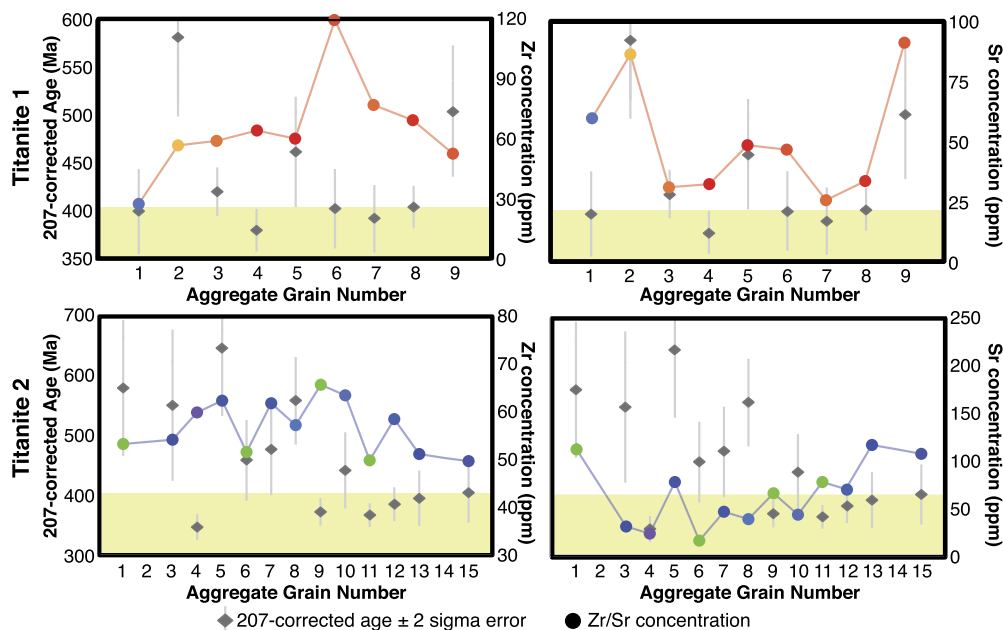 Titanite 1
207-corrected Age (Ma)
600
550
500
450
400
350
120
90
60
30
0
Zr concentration (ppm)
1 2 3 4 5 6 7 8 9
Aggregate Grain Number
100
75
50
25
0
Sr concentration (ppm)
1 2 3 4 5 6 7 8 9
Aggregate Grain Number
Titanite 2
207-corrected Age (Ma)
700
600
500
400
300
80
70
60
50
40
30
Zr concentration (ppm)
1 2 3 4 5 6 7 8 9 10 11 12 13 14 15
Aggregate Grain Number
250
200
150
100
50
0
Sr concentration (ppm)
1 2 3 4 5 6 7 8 9 10 11 12 13 14 15
Aggregate Grain Number
207-corrected age ± 2 sigma error
Zr/Sr concentration